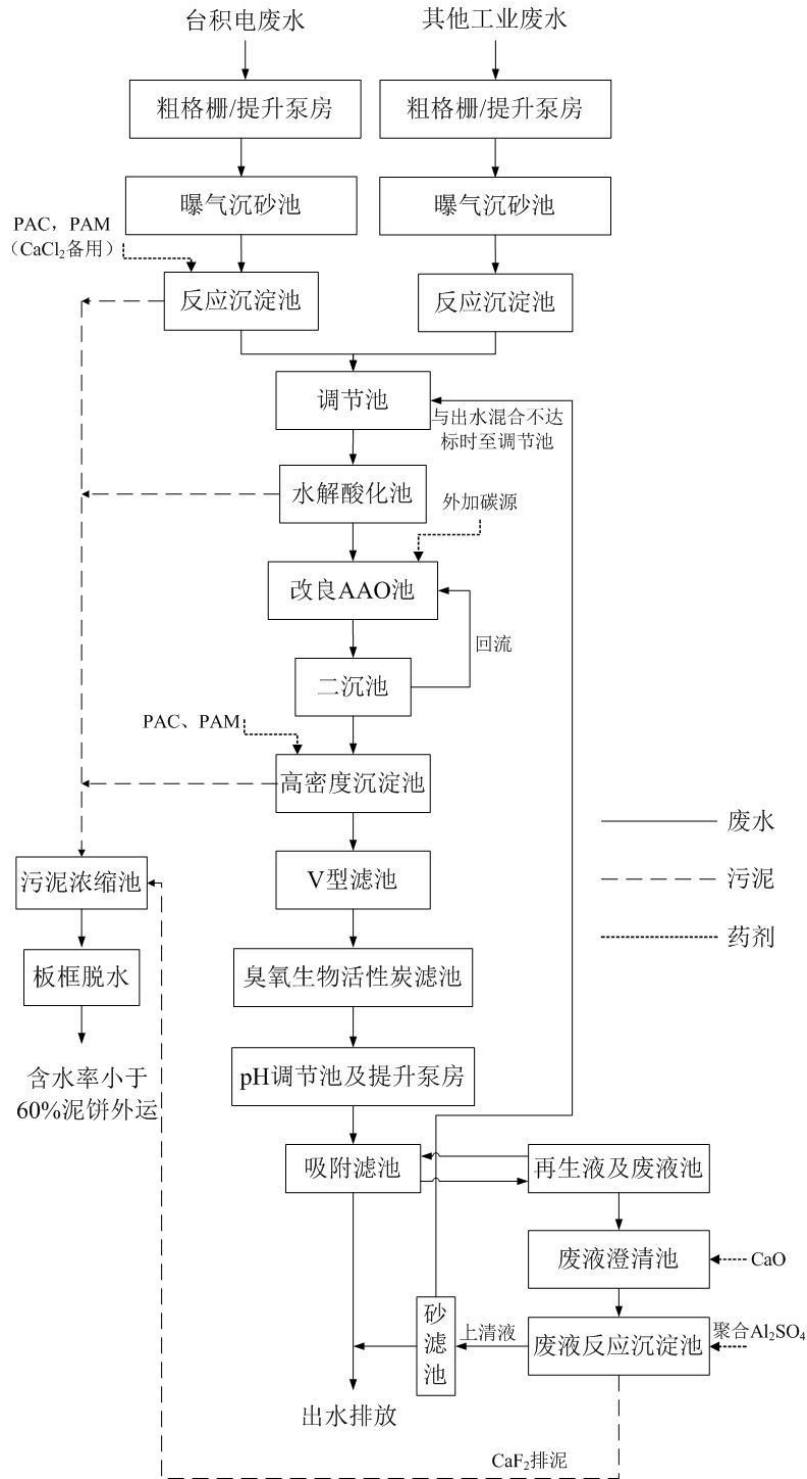 台积电废水
其他工业废水
粗格栅/提升泵房
粗格栅/提升泵房
曝气沉砂池
曝气沉砂池
PAC，PAM
（CaCl₂备用）
反应沉淀池
反应沉淀池
调节池
与出水混合不达
标时至调节池
水解酸化池
外加碳源
改良AAO池
回流
二沉池
PAC、PAM
高密度沉淀池
废水
污泥浓缩池
V型滤池
污泥
药剂
板框脱水
臭氧生物活性炭滤池
含水率小于
60%泥饼外运
pH调节池及提升泵房
吸附滤池
再生液及废液池
废液澄清池
CaO
砂
滤
池
上清液
废液反应沉淀池
聚合Al₂SO₄
出水排放
CaF₂排泥